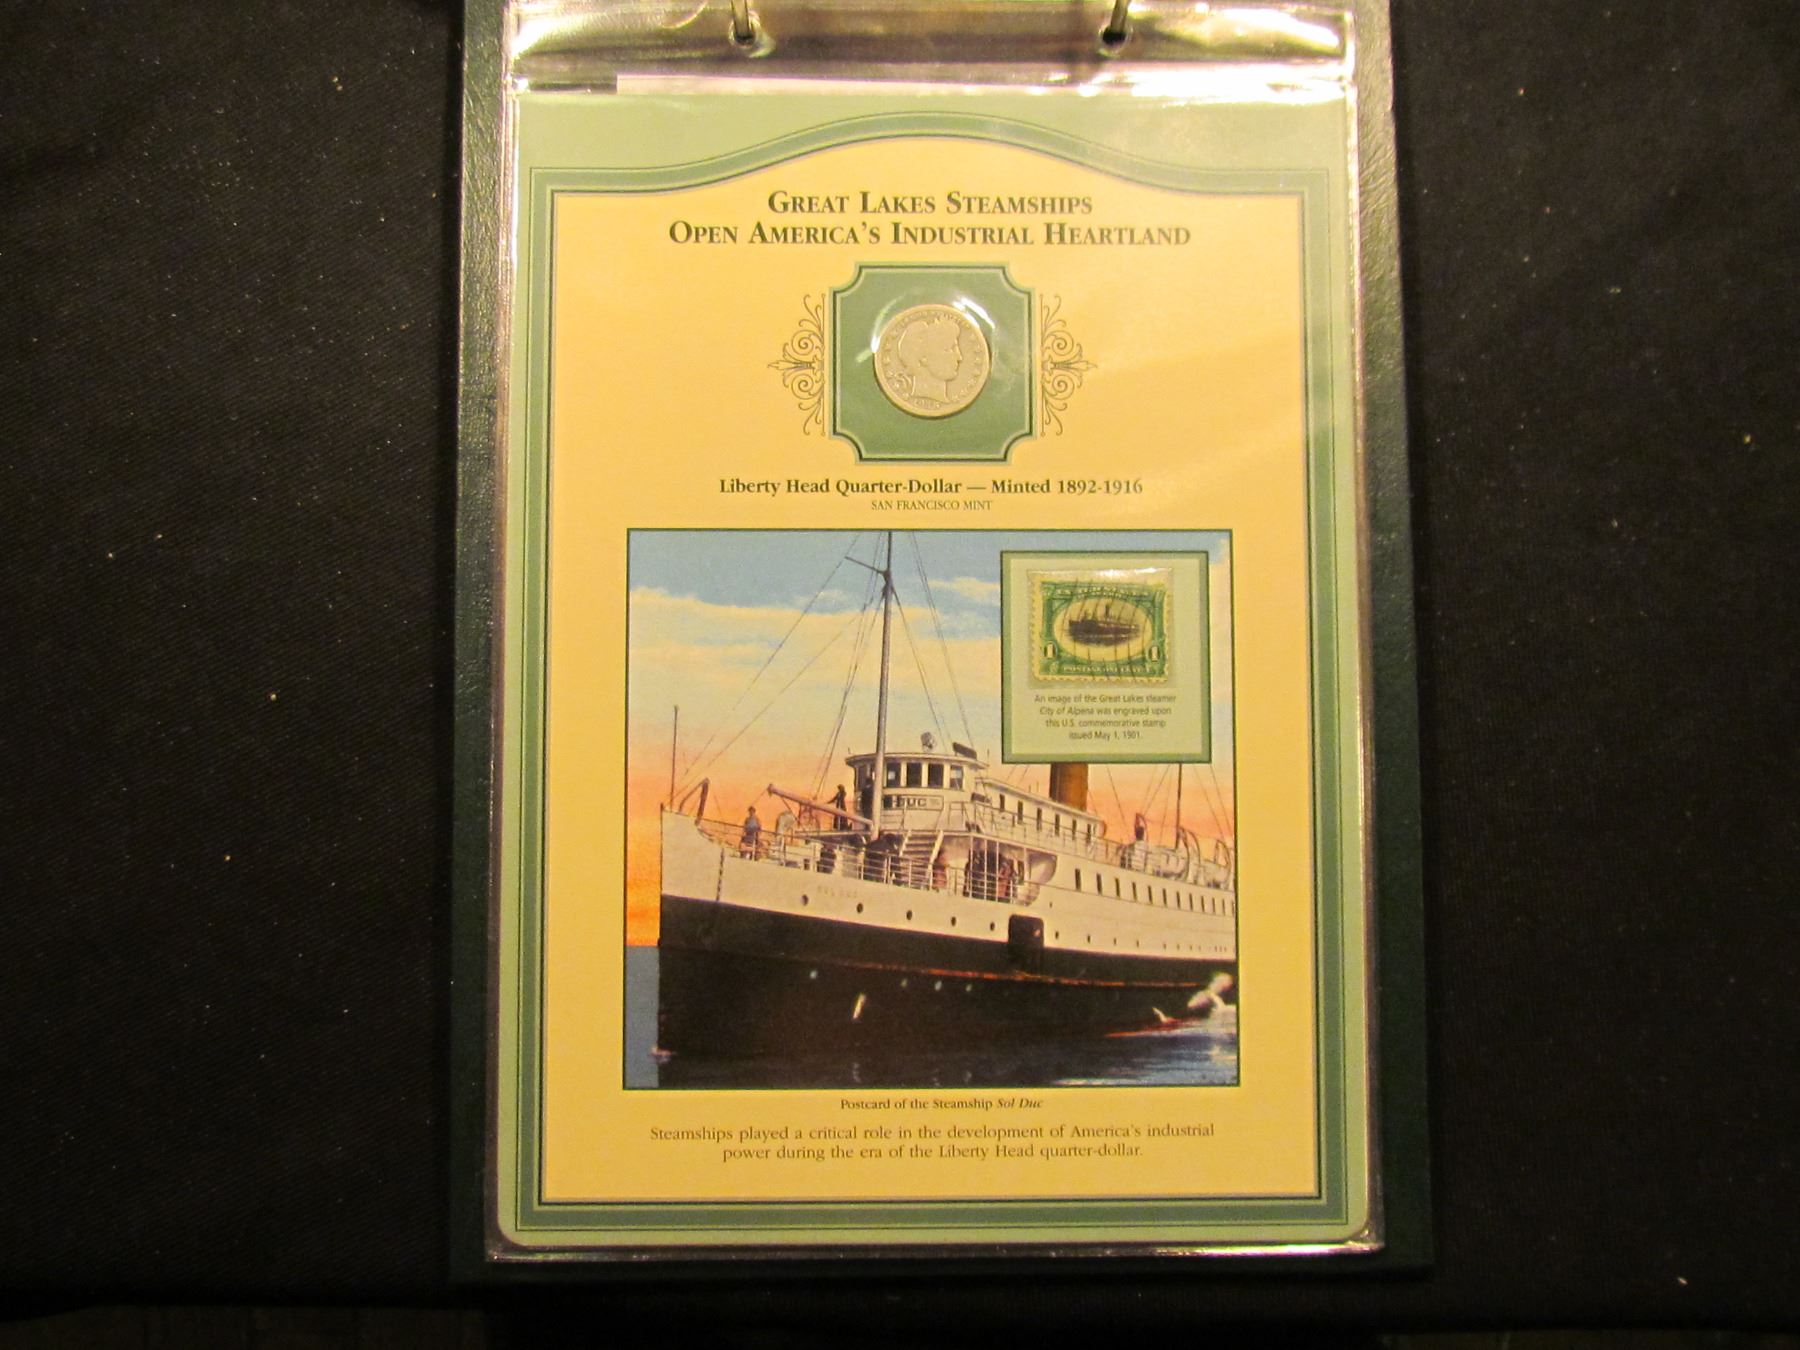 GREAT LAKES STEAMSHIPS
OPEN AMERICA'S INDUSTRIAL HEARTLAND
Liberty Head Quarter-Dollar — Minted 1892-1916
SAN FRANCISCO MINT
1 1
An image of the Great Lakes steamer
City of Alpena was engraved upon
this U.S. commemorative stamp
issued May 1, 1901.
DUC
Postcard of the Steamship Sol Duc
Steamships played a critical role in the development of America's industrial
power during the era of the Liberty Head quarter-dollar.